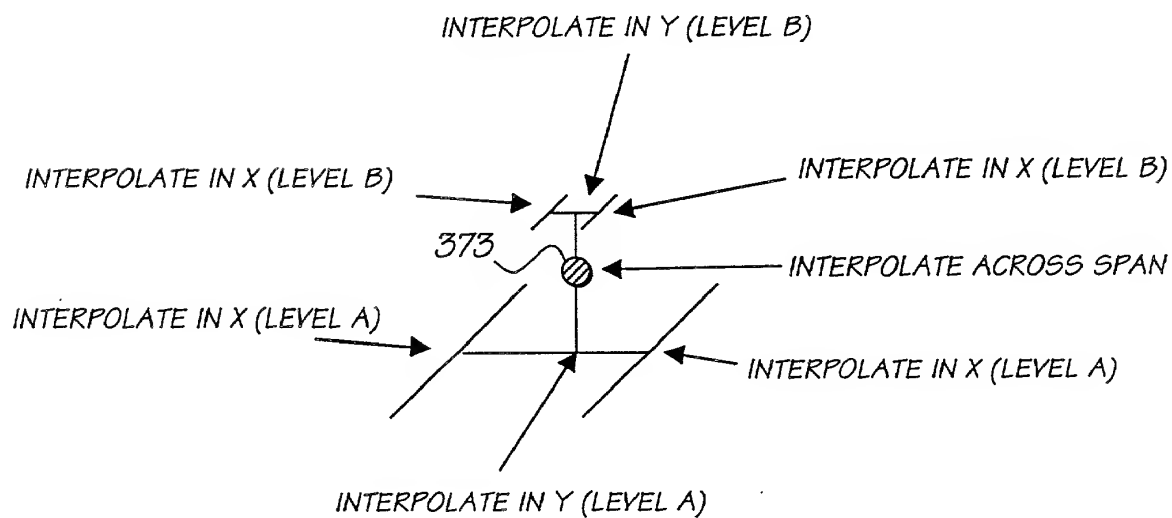 INTERPOLATE IN Y (LEVEL B)
INTERPOLATE IN X (LEVEL B)
INTERPOLATE IN X (LEVEL B)
373
INTERPOLATE ACROSS SPAN
INTERPOLATE IN X (LEVEL A)
INTERPOLATE IN X (LEVEL A)
INTERPOLATE IN Y (LEVEL A)